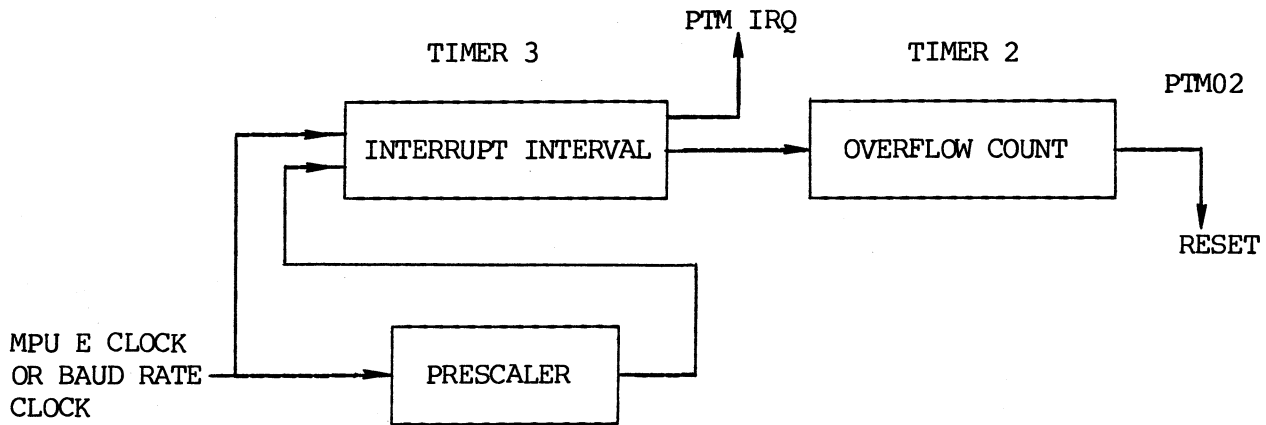 PTM IRQ
TIMER 3
TIMER 2
PTM02
INTERRUPT INTERVAL
OVERFLOW COUNT
RESET
MPU E CLOCK
OR BAUD RATE
CLOCK
PRESCALER